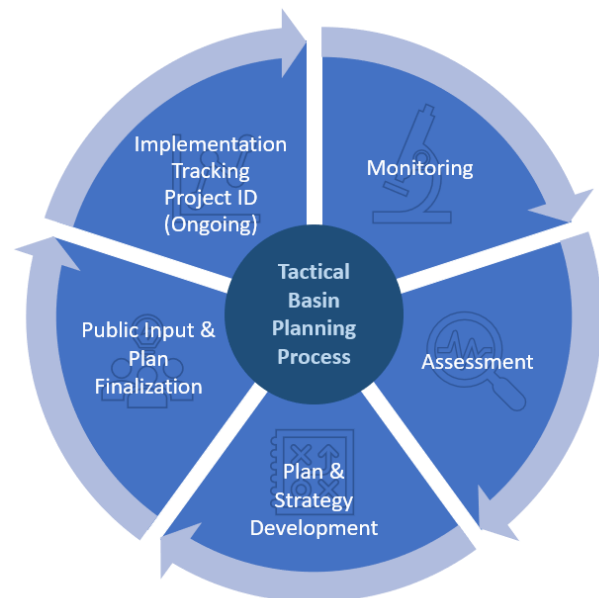 Implementation
Tracking
Project ID
(Ongoing)
Monitoring
Tactical
Basin
Planning
Process
Public Input &
Plan
Finalization
Assessment
Plan &
Strategy
Development